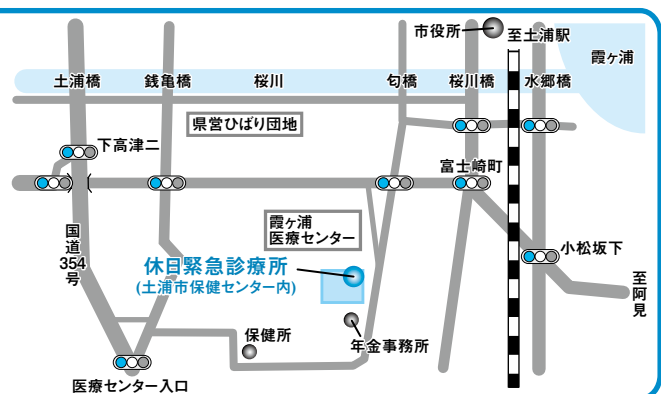 市役所
至土浦駅
霞ヶ浦
土浦橋
銭亀橋
桜川
匂橋
桜川橋
水郷橋
県営ひばり団地
下高津二
富士崎町
国道354号
霞ヶ浦
医療センター
小松坂下
休日緊急診療所
(土浦市保健センター内)
至阿見
保健所
年金事務所
医療センター入口